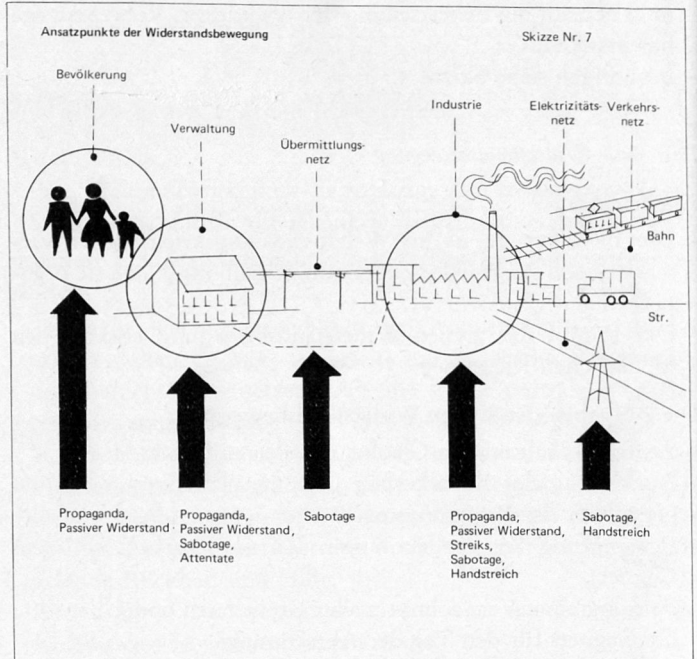 Ansatzpunkte der Widerstandsbewegung
Skizze Nr. 7
Bevölkerung
Verwaltung
Übermittlungs-
netz
Industrie
Elektrizitäts-
netz
Verkehrs-
netz
Bahn
Str.
Propaganda,
Passiver Widerstand
Propaganda,
Passiver Widerstand,
Sabotage,
Attentate
Sabotage
Propaganda,
Passiver Widerstand,
Streiks,
Sabotage,
Handstreich
Sabotage,
Handstreich